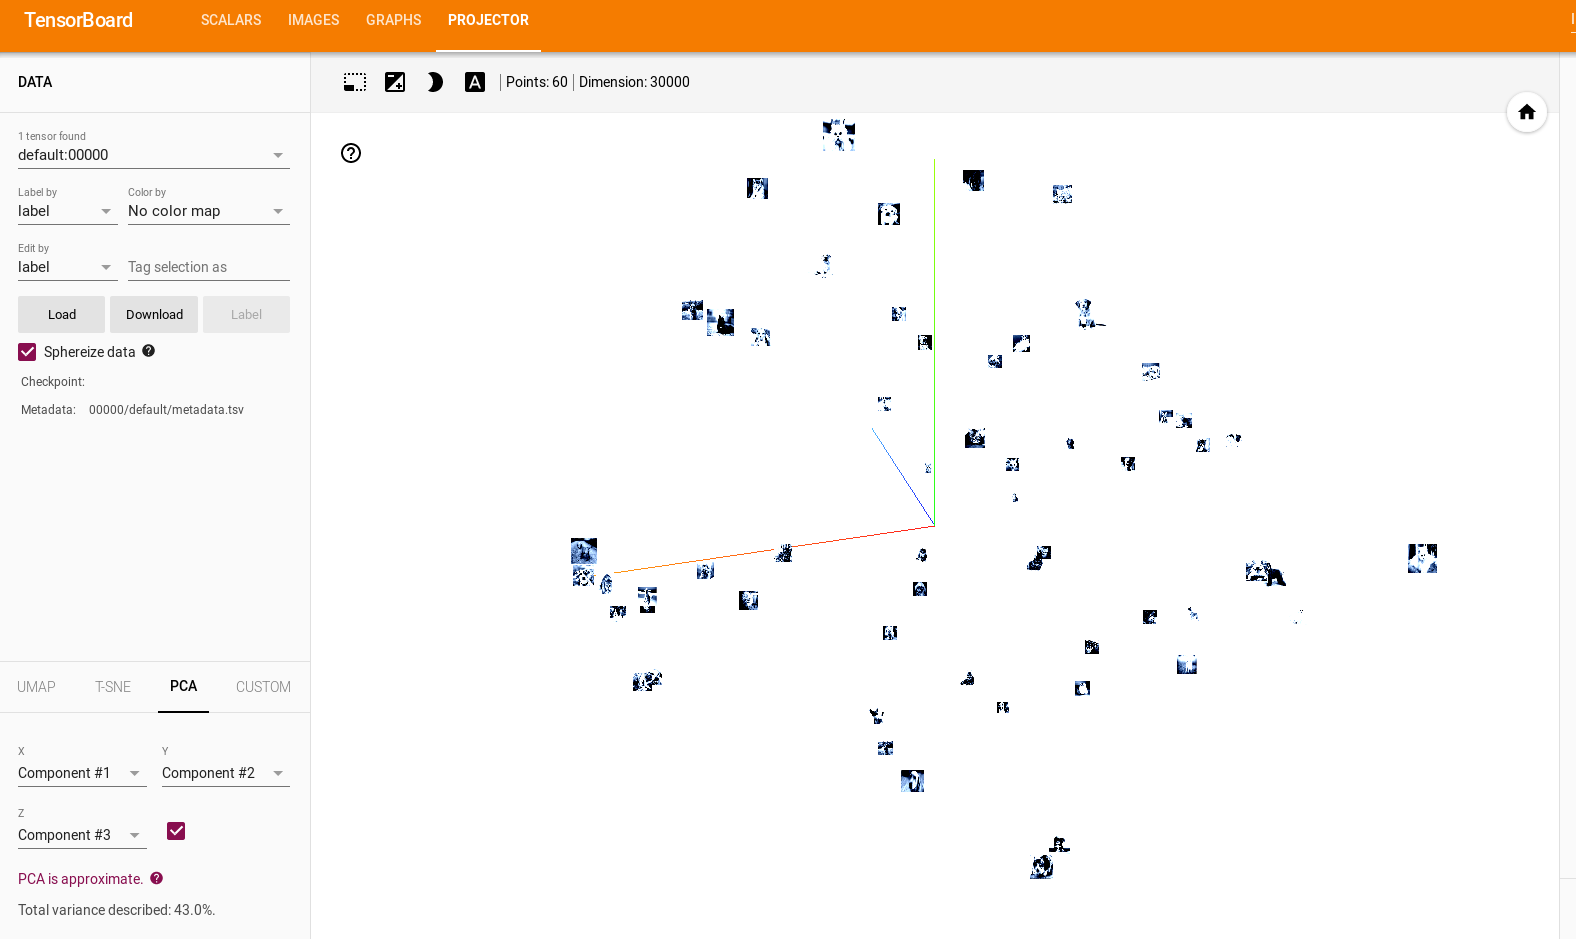 TensorBoard SCALARS IMAGES GRAPHS PROJECTOR
DATA
Points: 60 Dimension: 30000
1 tensor found
default:00000
Label by Color by
label No color map
Edit by
label Tag selection as
Load Download Label
Sphereize data
Checkpoint:
Metadata: 00000/default/metadata.tsv
UMAP T-SNE PCA CUSTOM
X Y
Component #1 Component #2
Z
Component #3
PCA is approximate.
Total variance described: 43.0%.